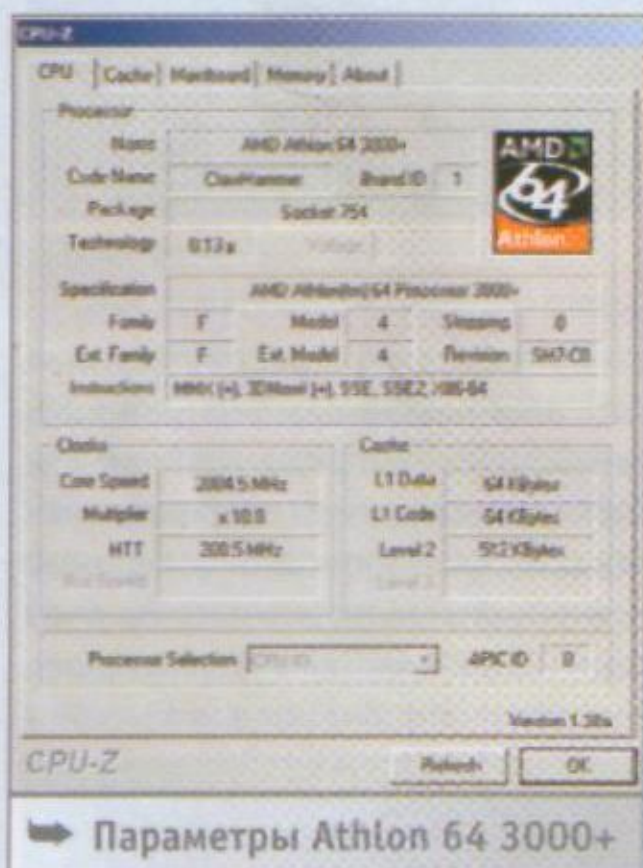 CPU-Z
CPU Cache Mainboard Memory About
Processor
Name AMD Athlon 64 3000+
Code Name ClawHammer Brand ID 1
Package Socket 754
Technology 0.13 µ Voltage
AMD 64 Athlon
Specification AMD Athlon(tm) 64 Processor 3000+
Family F Model 4 Stepping 8
Ext. Family F Ext. Model 4 Revision SH7-C0
Instructions MMX (+), 3DNow! (+), SSE, SSE2, X86-64
Clocks
Core Speed 2004.5 MHz
Multiplier x 10.0
HTT 200.5 MHz
Bus Speed
Cache
L1 Data 64 KBytes
L1 Code 64 KBytes
Level 2 512 KBytes
Level 3
Processor Selection APIC ID 0
Version
CPU-Z Refresh OK
Параметры Athlon 64 3000+